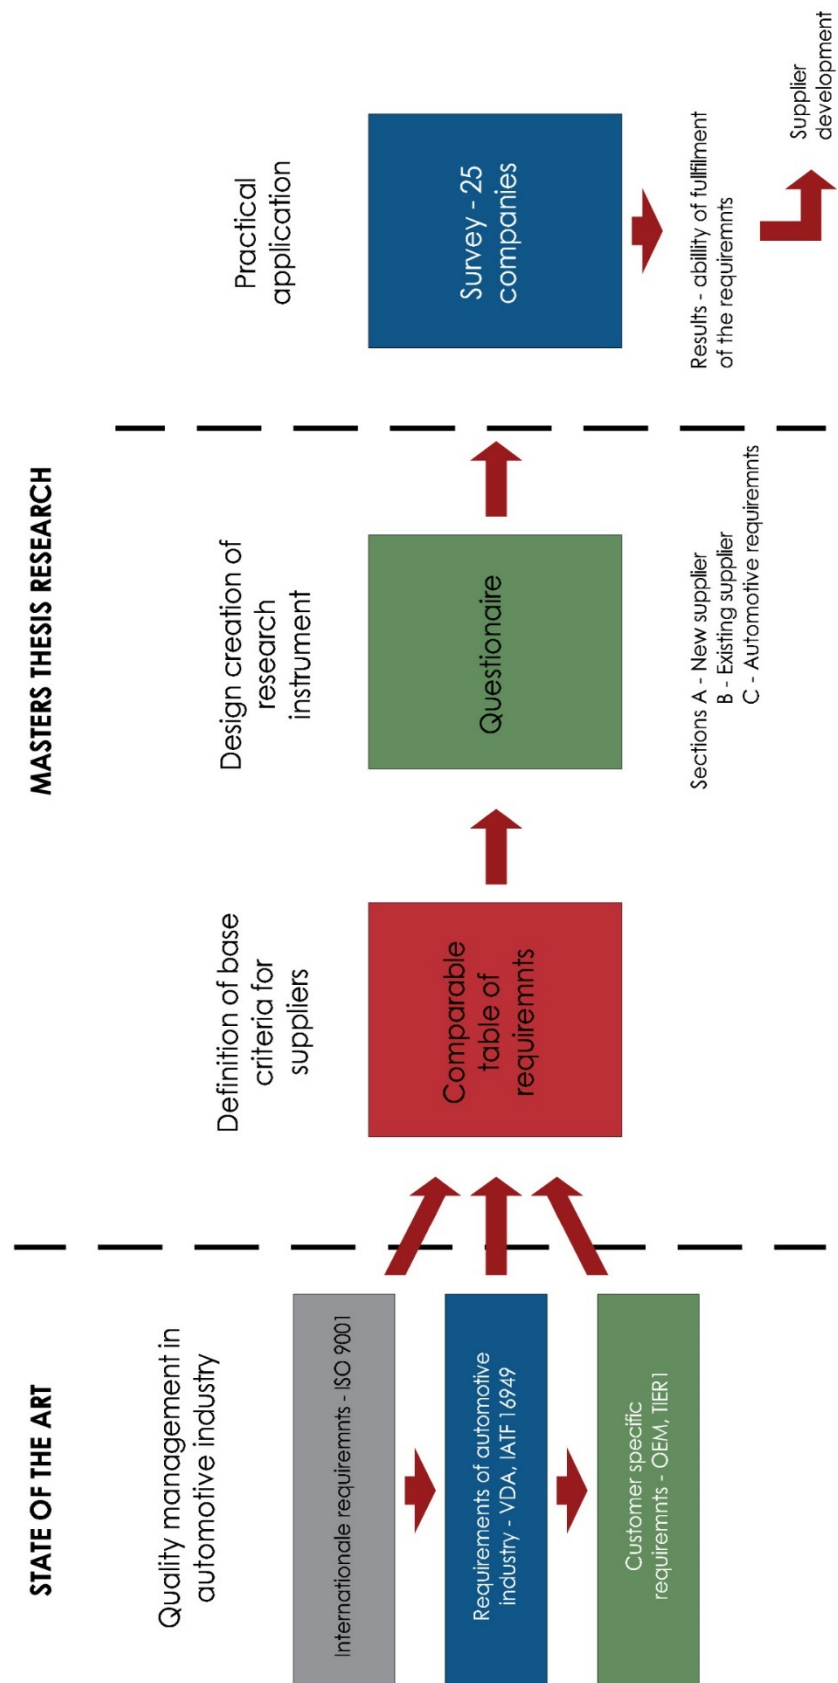 STATE OF THE ART
Quality management in
automotive industry
Internationale requiremnts - ISO 9001
Requirements of automotive
industry - VDA, IATF 16949
Customer specific
requiremnts - OEM, TIER1
MASTERS THESIS RESEARCH
Definition of base
criteria for
suppliers
Comparable
table of
requiremnts
Design creation of
research
instrument
Questionaire
Sections A - New supplier
B - Existing supplier
C - Automotive requiremnts
Practical
application
Survey - 25
companies
Results - abillity of fullfilment
of the requiremnts
Supplier
development